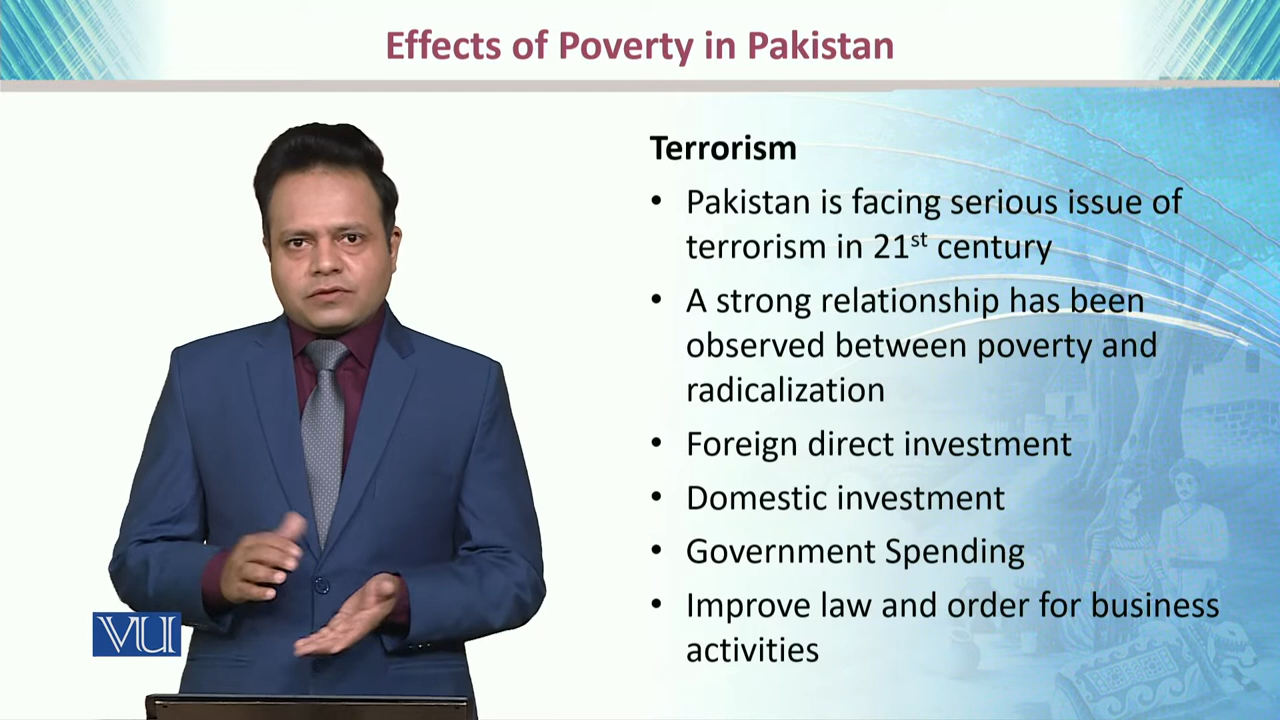 Effects of Poverty in Pakistan
Terrorism
• Pakistan is facing serious issue of
terrorism in 21st century
• A strong relationship has been
observed between poverty and
radicalization
• Foreign direct investment
• Domestic investment
• Government Spending
• Improve law and order for business
activities
VU